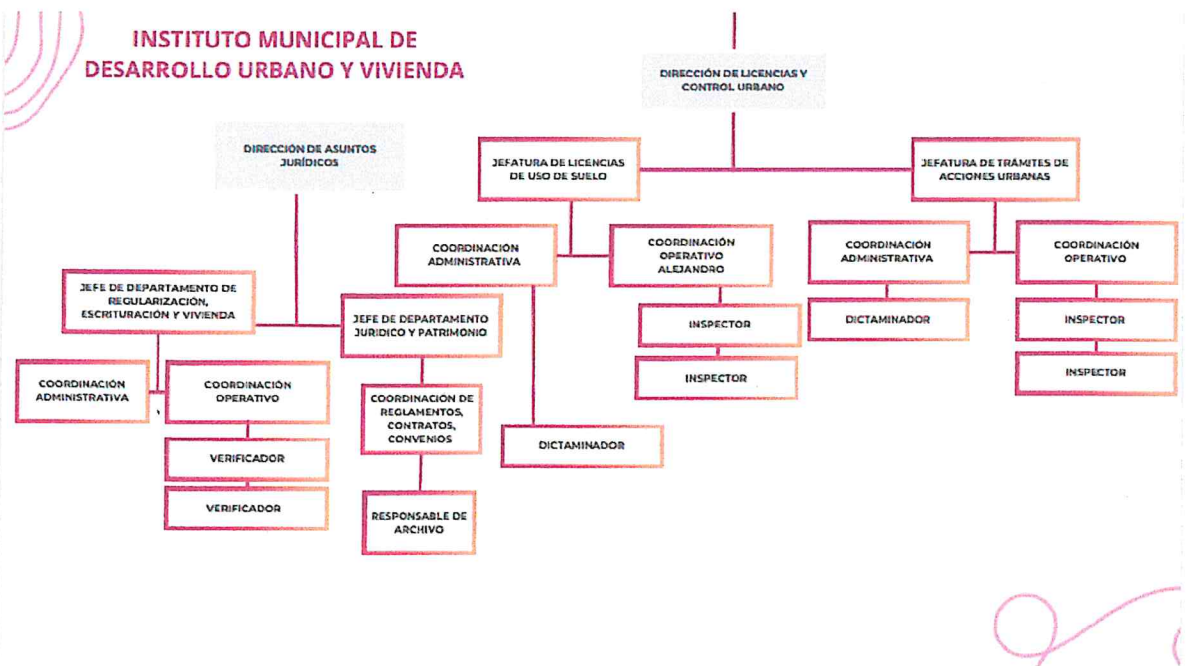 INSTITUTO MUNICIPAL DE
DESARROLLO URBANO Y VIVIENDA
DIRECCIÓN DE LICENCIAS Y
CONTROL URBANO
DIRECCIÓN DE ASUNTOS
JURÍDICOS
JEFATURA DE LICENCIAS
DE USO DE SUELO
JEFATURA DE TRÁMITES DE
ACCIONES URBANAS
COORDINACIÓN
ADMINISTRATIVA
COORDINACIÓN
OPERATIVO
ALEJANDRO
COORDINACIÓN
ADMINISTRATIVA
COORDINACIÓN
OPERATIVO
JEFE DE DEPARTAMENTO DE
REGULARIZACIÓN,
ESCRITURACIÓN Y VIVIENDA
JEFE DE DEPARTAMENTO
JURIDICO Y PATRIMONIO
INSPECTOR
DICTAMINADOR
INSPECTOR
INSPECTOR
INSPECTOR
COORDINACIÓN
ADMINISTRATIVA
COORDINACIÓN
OPERATIVO
COORDINACIÓN DE
REGLAMENTOS,
CONTRATOS,
CONVENIOS
DICTAMINADOR
VERIFICADOR
VERIFICADOR
RESPONSABLE DE
ARCHIVO